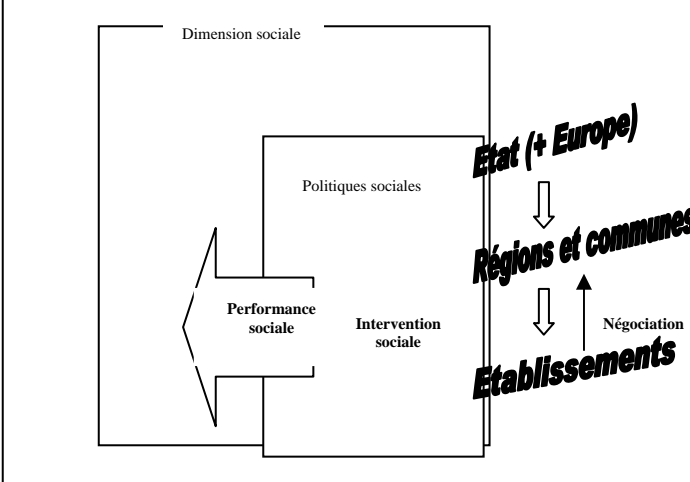 Dimension sociale
Etat (+ Europe)
Politiques sociales
Régions et communes
Performance
sociale
Intervention
sociale
Négociation
Etablissements